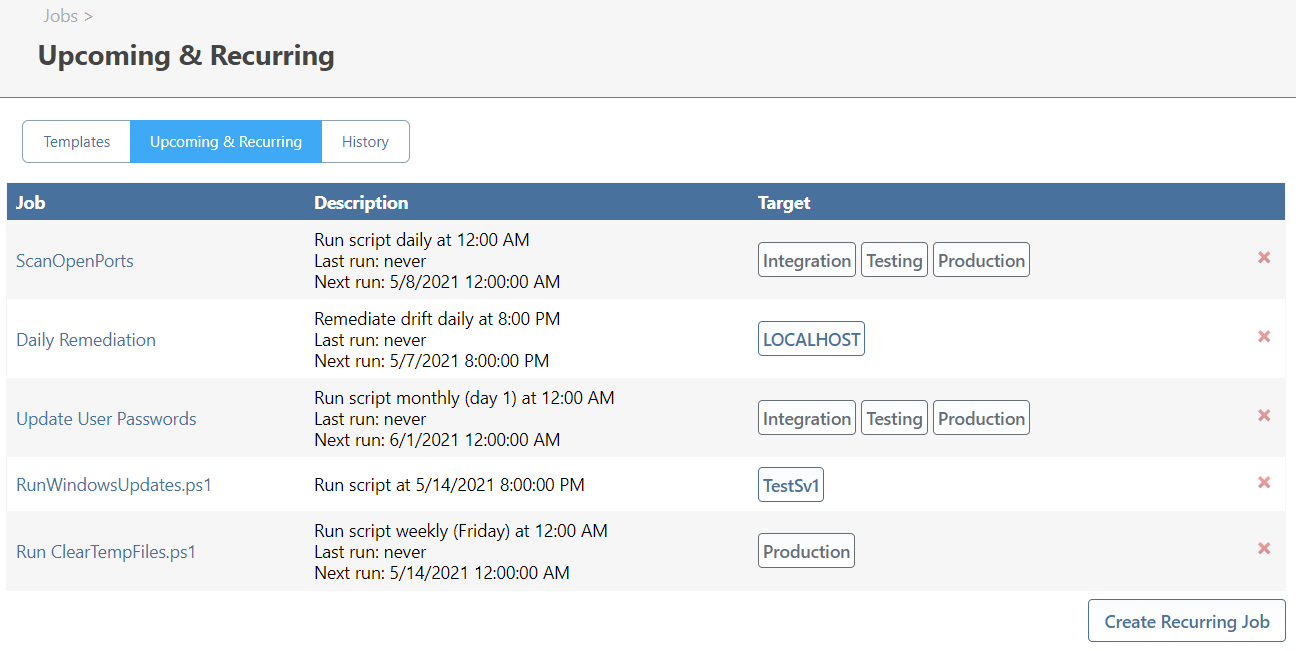 Jobs >
Upcoming & Recurring
Templates Upcoming & Recurring History
Job Description Target
ScanOpenPorts
Run script daily at 12:00 AM
Last run: never
Next run: 5/8/2021 12:00:00 AM
Integration Testing Production
Daily Remediation
Remediate drift daily at 8:00 PM
Last run: never
Next run: 5/7/2021 8:00:00 PM
LOCALHOST
Update User Passwords
Run script monthly (day 1) at 12:00 AM
Last run: never
Next run: 6/1/2021 12:00:00 AM
Integration Testing Production
RunWindowsUpdates.ps1
Run script at 5/14/2021 8:00:00 PM
TestSv1
Run ClearTempFiles.ps1
Run script weekly (Friday) at 12:00 AM
Last run: never
Next run: 5/14/2021 12:00:00 AM
Production
Create Recurring Job